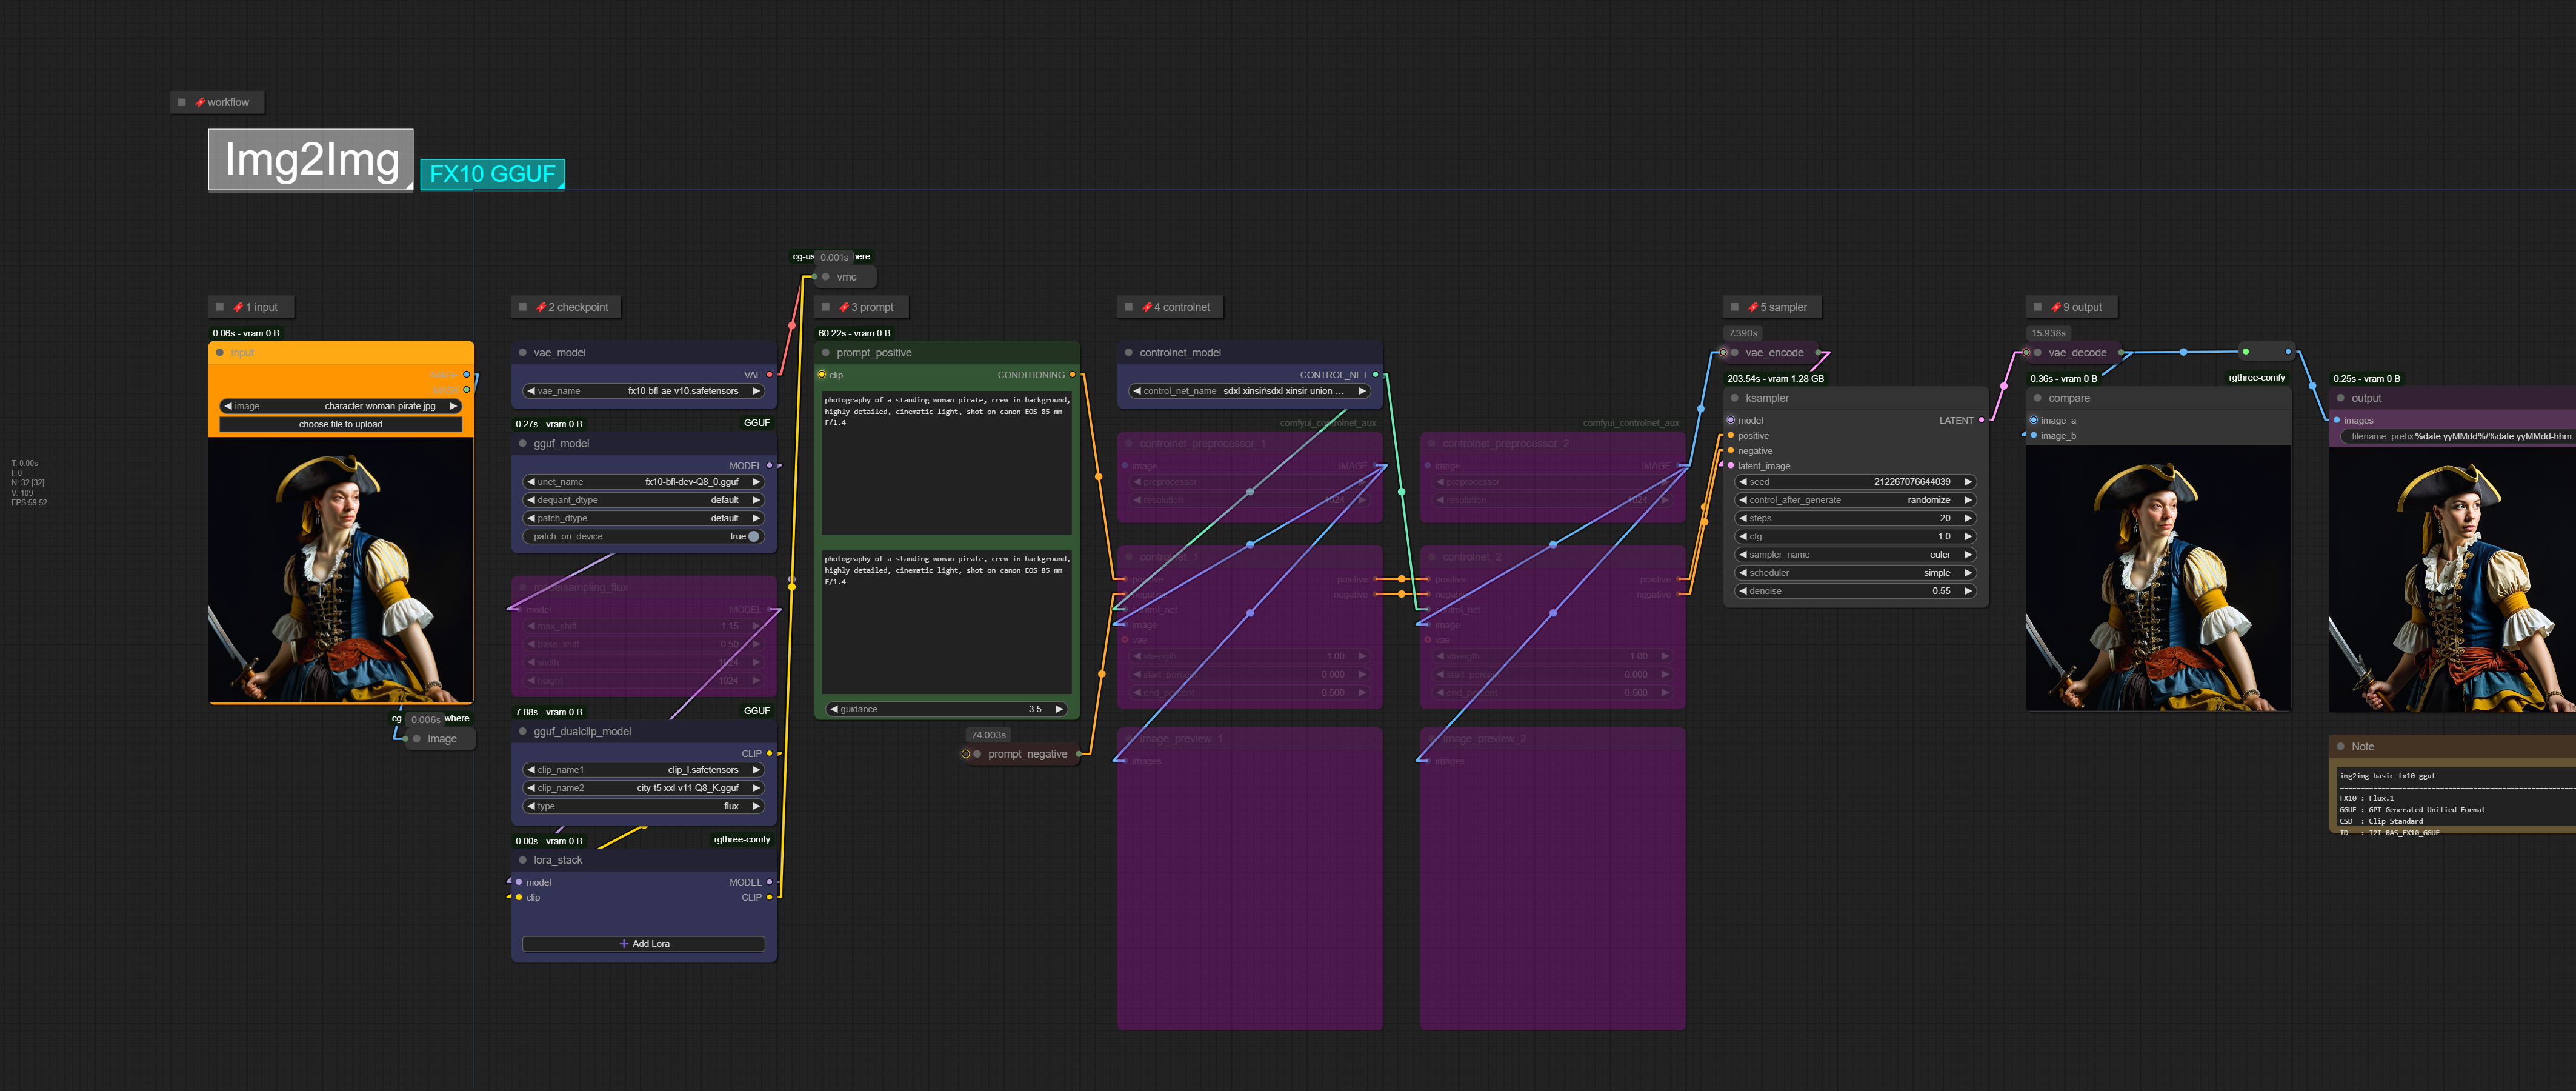 workflow
Img2Img
FX10 GGUF
T: 0.00s
I: 0
N: 32 [32]
V: 109
FPS:59.52
1 input
0.06s - vram 0 B
input
IMAGE
image character-woman-pirate.jpg
choose file to upload
0.006s
image
2 checkpoint
vae_model
VAE
vae_name fx10-bfl-ae-v10.safetensors
0.27s - vram 0 B GGUF
gguf_model
MODEL
unet_name fx10-bfl-dev-Q8_0.gguf
dequant_dtype default
patch_dtype default
patch_on_device true
modelsampling_flux
model MODEL
max_shift 1.15
base_shift 0.50
width 1024
height 1024
7.88s - vram 0 B GGUF
gguf_dualclip_model
CLIP
clip_name1 clip_l.safetensors
clip_name2 city-t5 xxl-v11-Q8_K.gguf
type flux
0.00s - vram 0 B rgthree-comfy
lora_stack
model MODEL
clip CLIP
Add Lora
0.001s
vmc
3 prompt
60.22s - vram 0 B
prompt_positive
clip CONDITIONING
photography of a standing woman pirate, crew in background,
highly detailed, cinematic light, shot on canon EOS 85 mm
F/1.4
photography of a standing woman pirate, crew in background,
highly detailed, cinematic light, shot on canon EOS 85 mm
F/1.4
guidance 3.5
74.003s
prompt_negative
4 controlnet
controlnet_model
CONTROL_NET
control_net_name sdxl-xinsir\sdxl-xinsir-union-...
comfyui_controlnet_aux
controlnet_preprocessor_1
image IMAGE
preprocessor
resolution 1024
controlnet_1
positive positive
negative negative
control_net
image
vae
strength 1.00
start_percent 0.000
end_percent 0.500
image_preview_1
images
comfyui_controlnet_aux
controlnet_preprocessor_2
image IMAGE
preprocessor
resolution 1024
controlnet_2
positive positive
negative negative
control_net
image
vae
strength 1.00
start_percent 0.000
end_percent 0.500
image_preview_2
images
5 sampler
7.390s
vae_encode
203.54s - vram 1.28 GB
ksampler
model LATENT
positive
negative
latent_image
seed 212267076644039
control_after_generate randomize
steps 20
cfg 1.0
sampler_name euler
scheduler simple
denoise 0.55
9 output
15.938s
vae_decode
0.36s - vram 0 B rgthree-comfy
compare
image_a
image_b
0.25s - vram 0 B
output
images
filename_prefix %date:yyMMdd%/%date:yyMMdd-hhm
Note
img2img-basic-fx10-gguf
FX10 : Flux.1
GGUF : GPT-Generated Unified Format
CSD : Clip Standard
ID : I2I-BAS_FX10_GGUF